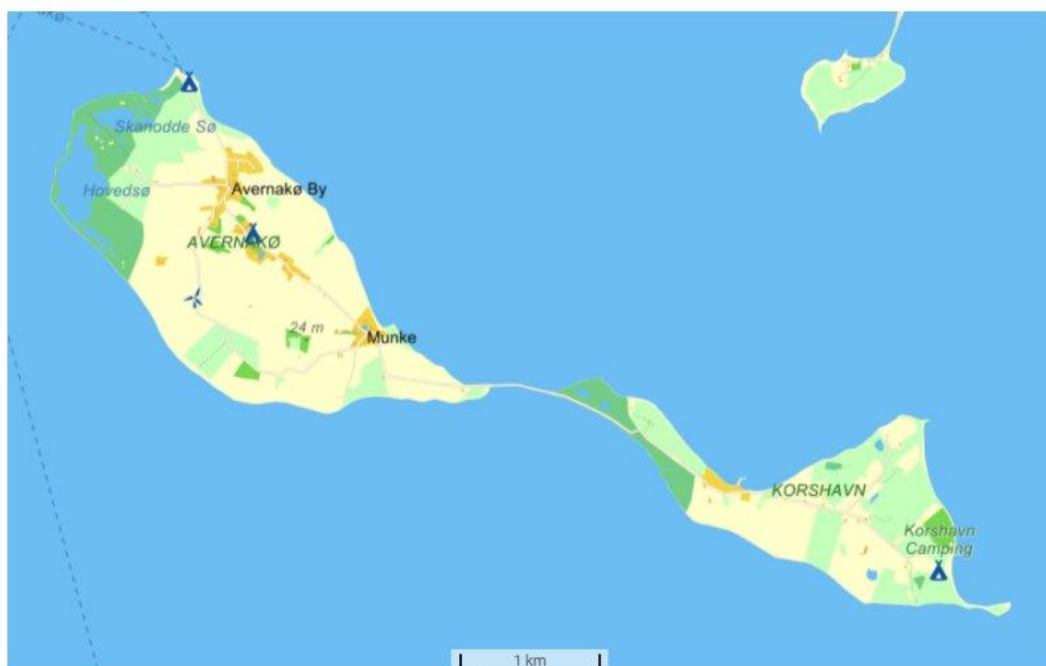 Skanodde Sø
Hovedsø
Avernakø By
AVERNAKØ
24 m
Munke
KORSHAVN
Korshavn
Camping
1 km